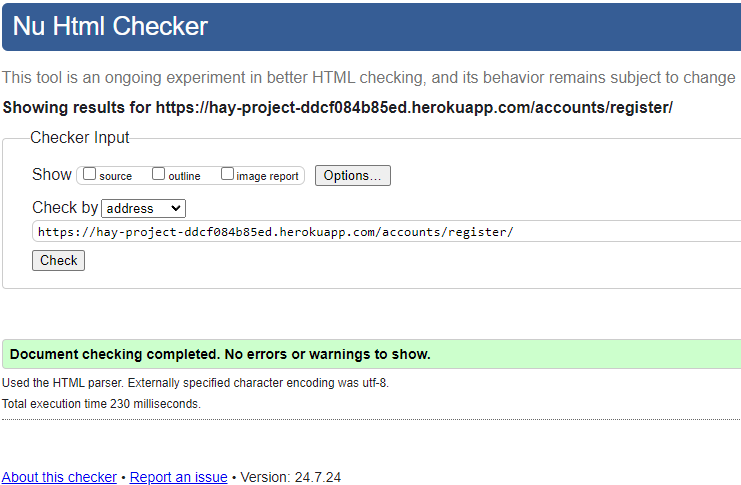 Nu Html Checker
This tool is an ongoing experiment in better HTML checking, and its behavior remains subject to change
Showing results for https://hay-project-ddcf084b85ed.herokuapp.com/accounts/register/
Checker Input
Show source outline image report Options...
Check by address
https://hay-project-ddcf084b85ed.herokuapp.com/accounts/register/
Check
Document checking completed. No errors or warnings to show.
Used the HTML parser. Externally specified character encoding was utf-8.
Total execution time 230 milliseconds.
About this checker • Report an issue • Version: 24.7.24